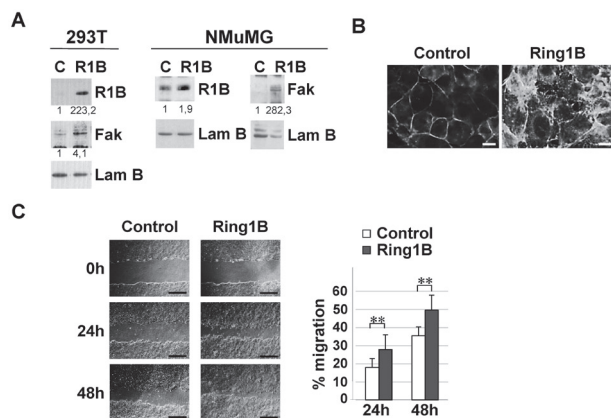 A
293T
C R1B
R1B
1 223,2
Fak
1 4,1
Lam B
NMuMG
C R1B
R1B
1 1,9
Lam B
C R1B
Fak
1 282,3
Lam B
B
Control Ring1B
C
Control Ring1B
0h
24h
48h
Control
Ring1B
% migration
60
50
40
30
20
10
0
**
**
24h 48h